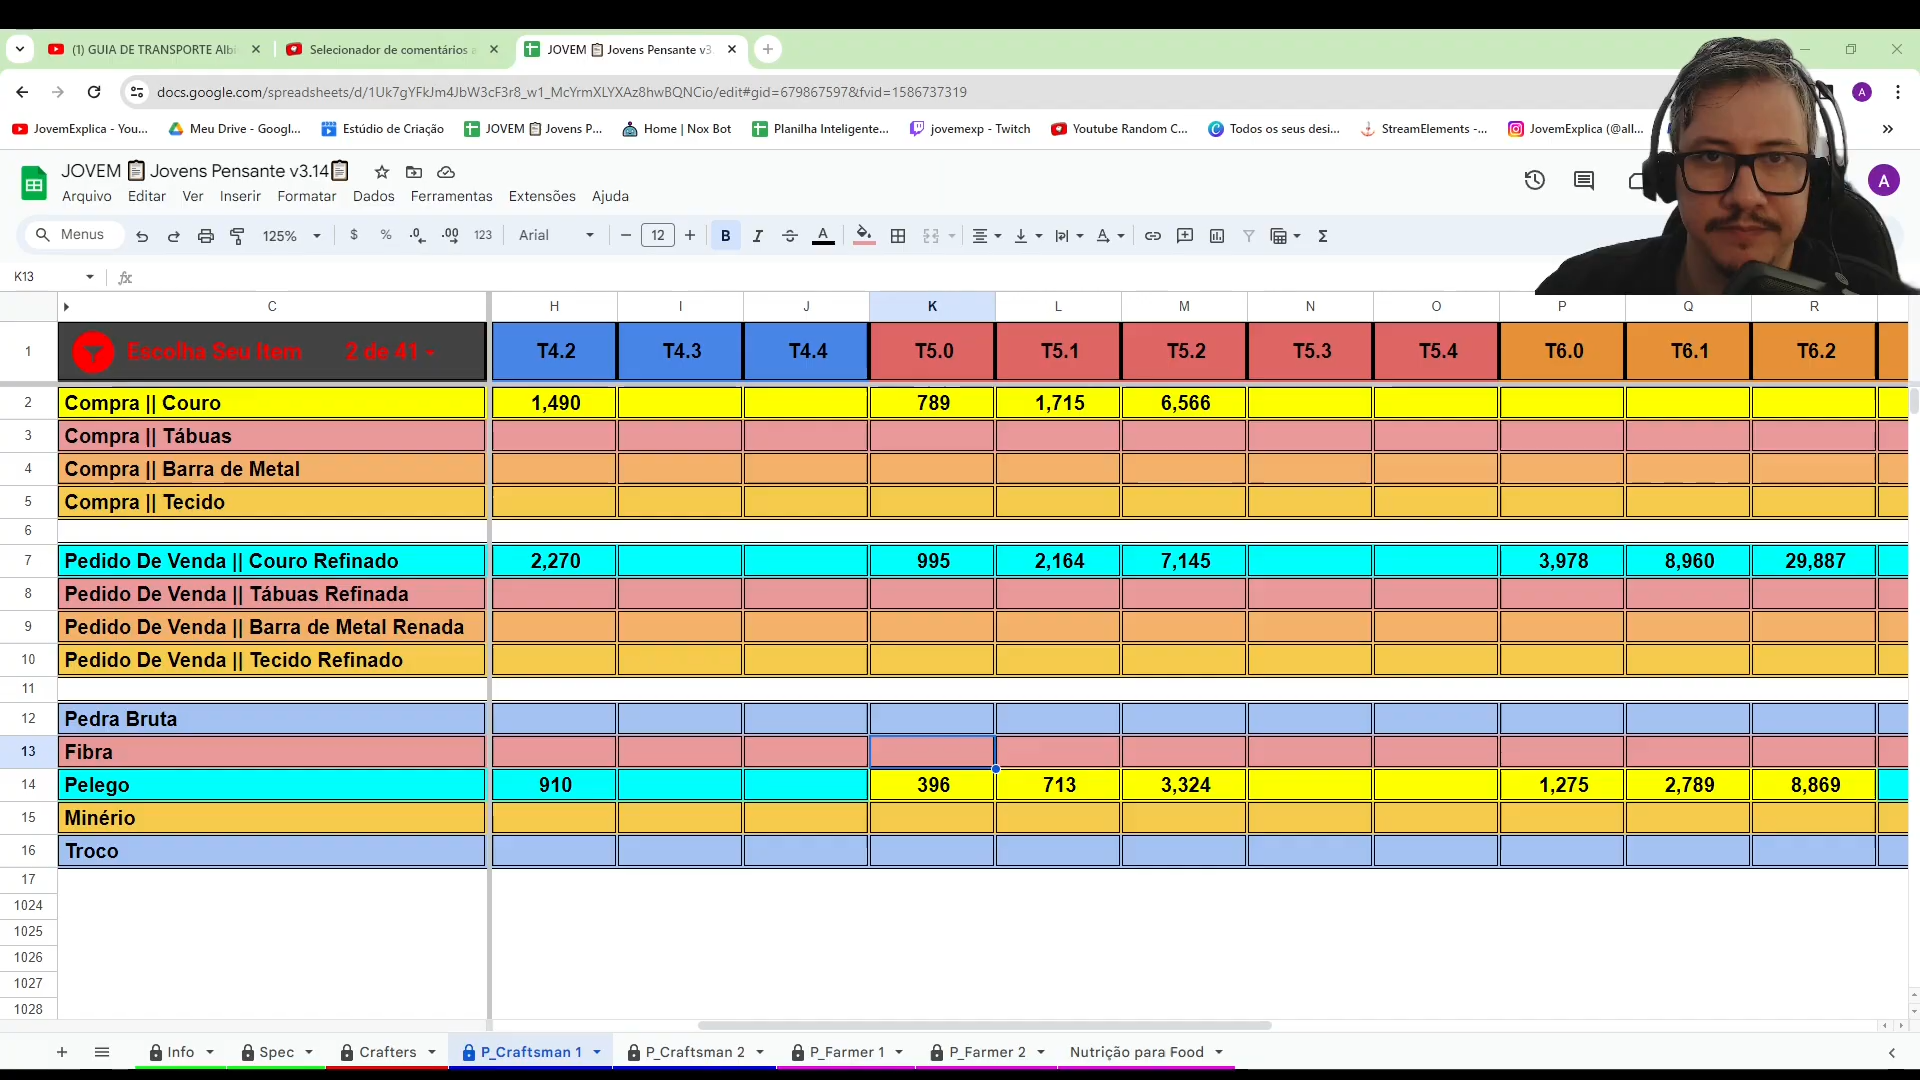 (1) GUIA DE TRANSPORTE Albi
Selecionador de comentários a
JOVEM 📋 Jovens Pensante v3.
docs.google.com/spreadsheets/d/1Uk7gYFkJm4JbW3cF3r8_w1_McYrmXLYXAz8hwBQNCio/edit#gid=679867597&fvid=1586737319
A
JovemExplica - You...
Meu Drive - Googl...
Estúdio de Criação
JOVEM 📋 Jovens P...
Home | Nox Bot
Planilha Inteligente...
jovemexp - Twitch
Youtube Random C...
Todos os seus desi...
StreamElements -...
JovemExplica (@all...
JOVEM 📋 Jovens Pensante v3.14📋
A
Arquivo Editar Ver Inserir Formatar Dados Ferramentas Extensões Ajuda
Menus 125% $ % .0 .00 123 Arial 12 B I A Σ
K13 fx
C H I J K L M N O P Q R
1 Escolha Seu Item 2 de 41 - T4.2 T4.3 T4.4 T5.0 T5.1 T5.2 T5.3 T5.4 T6.0 T6.1 T6.2
2 Compra || Couro 1,490 789 1,715 6,566
3 Compra || Tábuas
4 Compra || Barra de Metal
5 Compra || Tecido
6
7 Pedido De Venda || Couro Refinado 2,270 995 2,164 7,145 3,978 8,960 29,887
8 Pedido De Venda || Tábuas Refinada
9 Pedido De Venda || Barra de Metal Renada
10 Pedido De Venda || Tecido Refinado
11
12 Pedra Bruta
13 Fibra
14 Pelego 910 396 713 3,324 1,275 2,789 8,869
15 Minério
16 Troco
17
1024
1025
1026
1027
1028
Info Spec Crafters P_Craftsman 1 P_Craftsman 2 P_Farmer 1 P_Farmer 2 Nutrição para Food